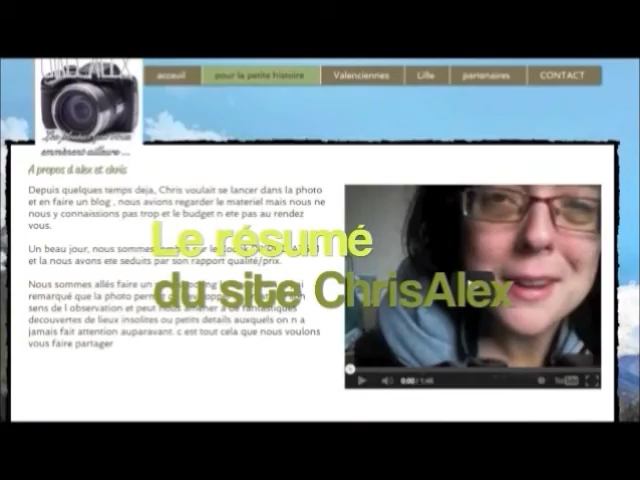 CHRISALEX
acceuil pour la petite histoire Valenciennes Lille partenaires CONTACT
Les photos qui vous
emmènent ailleurs ...
A propos d alex et chris
Depuis quelques temps deja, Chris voulait se lancer dans la photo
et en faire un blog , nous avions regarder le materiel mais nous ne
nous y connaissions pas trop et le budget n ete pas au rendez
vous.
Un beau jour, nous sommes sur le
et la nous avons ete seduits par son rapport qualité/prix.
Nous sommes allés faire un
remarqué que la photo
sens de l observation et peut nous a de fantastiques
decouvertes de lieux insolites ou petits details auxquels on n a
jamais fait attention auparavant. c est tout cela que nous voulons
vous faire partager
Le résumé
du site ChrisAlex
0:00 / 1:46
YouTube